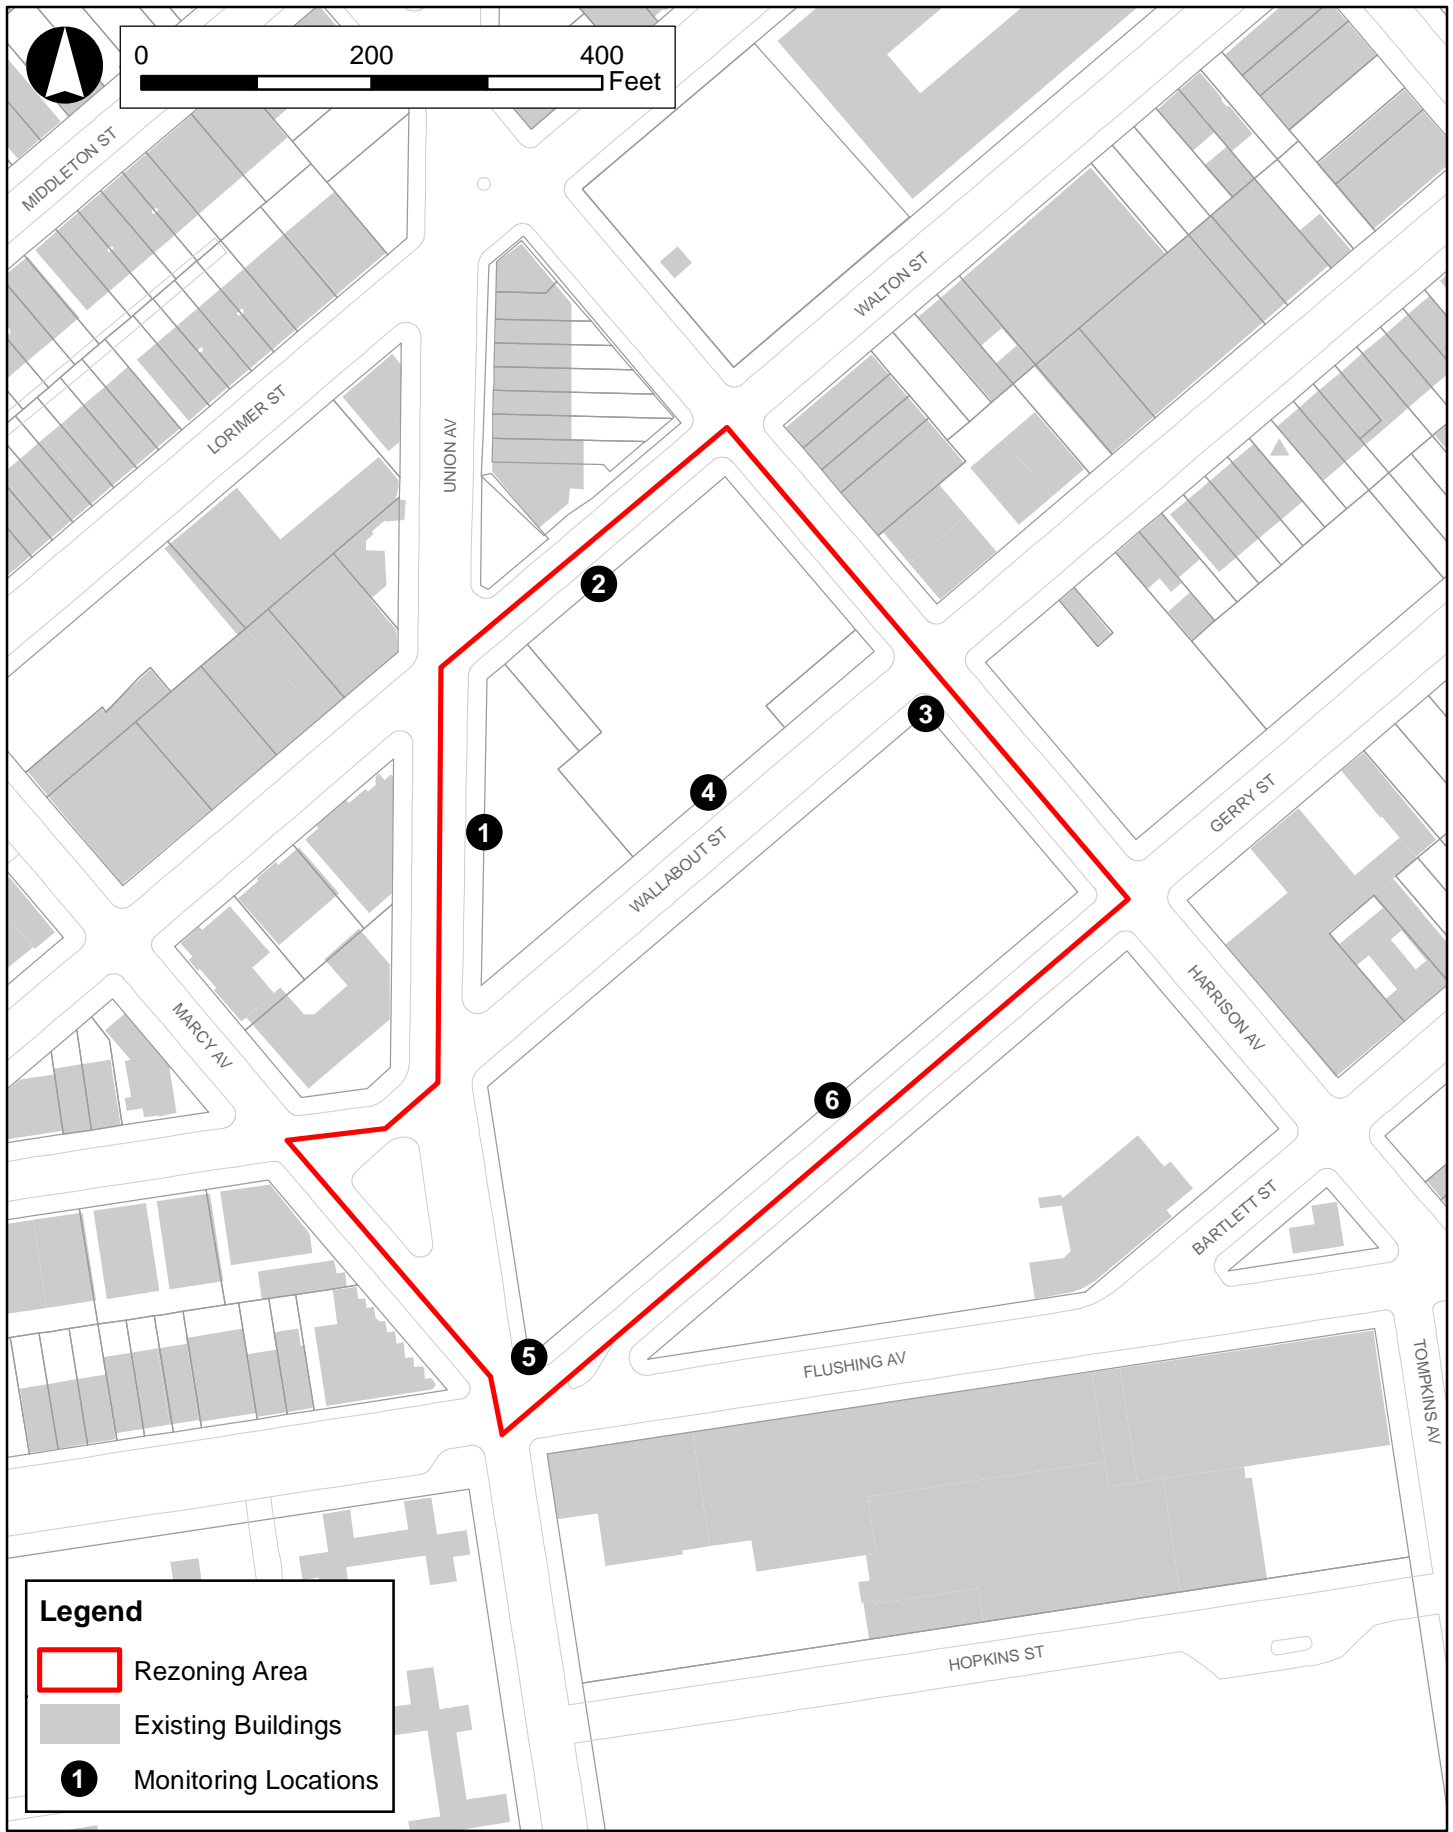 0 200 400
Feet
MIDDLETON ST
WALTON ST
LORIMER ST
UNION AV
2
3
4
1
WALLABOUT ST
GERRY ST
HARRISON AV
MARCY AV
6
BARTLETT ST
5
FLUSHING AV
TOMPKINS AV
HOPKINS ST
Legend
Rezoning Area
Existing Buildings
1 Monitoring Locations